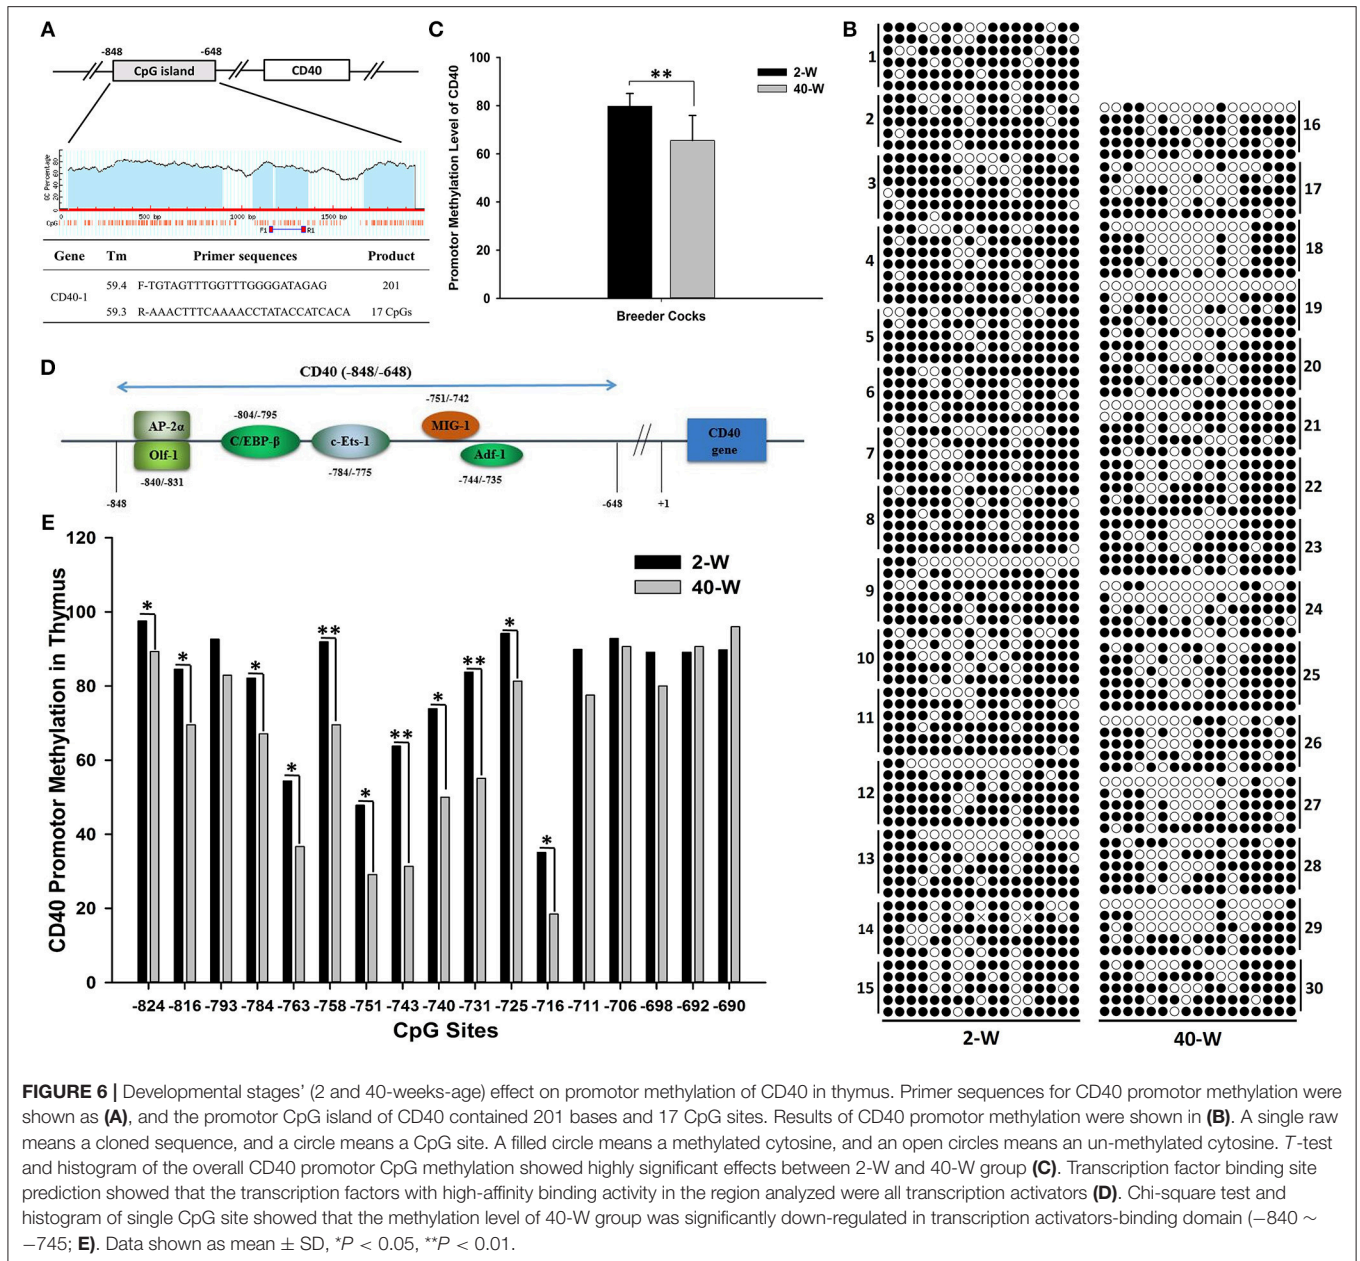 A
-848
-648
CpG island
CD40
GC Percentage
0 20 40 60 80
0
500 bp
1000 bp
1500 bp
CpG
F1
R1
Gene Tm Primer sequences Product
CD40-1
59.4 F-TGTAGTTTGGTTTGGGGATAGAG 201
59.3 R-AAACTTTCAAAACCTATACCATCACA 17 CpGs
C
Promotor Methylation Level of CD40
100
80
60
40
20
0
**
2-W
40-W
Breeder Cocks
B
1
2
3
4
5
6
7
8
9
10
11
12
13
14
15
2-W
16
17
18
19
20
21
22
23
24
25
26
27
28
29
30
40-W
D
CD40 (-848/-648)
AP-2α
Olf-1
-840/-831
-804/-795
C/EBP-β
c-Ets-1
-784/-775
-751/-742
MIG-1
Adf-1
-744/-735
-848
-648
+1
CD40
gene
E
CD40 Promotor Methylation in Thymus
120
100
80
60
40
20
0
2-W
40-W
* * * * ** * ** * ** * *
-824 -816 -793 -784 -763 -758 -751 -743 -740 -731 -725 -716 -711 -706 -698 -692 -690
CpG Sites
FIGURE 6 | Developmental stages' (2 and 40-weeks-age) effect on promotor methylation of CD40 in thymus. Primer sequences for CD40 promotor methylation were
shown as (A), and the promotor CpG island of CD40 contained 201 bases and 17 CpG sites. Results of CD40 promotor methylation were shown in (B). A single raw
means a cloned sequence, and a circle means a CpG site. A filled circle means a methylated cytosine, and an open circles means an un-methylated cytosine. T-test
and histogram of the overall CD40 promotor CpG methylation showed highly significant effects between 2-W and 40-W group (C). Transcription factor binding site
prediction showed that the transcription factors with high-affinity binding activity in the region analyzed were all transcription activators (D). Chi-square test and
histogram of single CpG site showed that the methylation level of 40-W group was significantly down-regulated in transcription activators-binding domain (−840 ∼
−745; E). Data shown as mean ± SD, *P < 0.05, **P < 0.01.